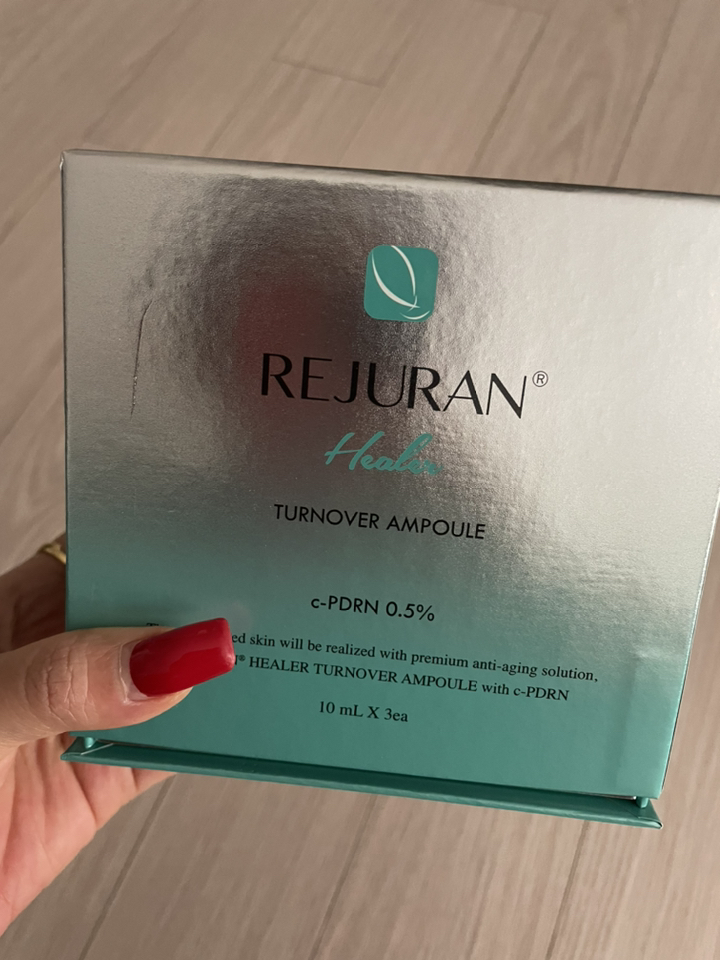 REJURAN®
Healer
TURNOVER AMPOULE
c-PDRN 0.5%
skin will be realized with premium anti-aging solution,
HEALER TURNOVER AMPOULE with c-PDRN
10 mL X 3ea